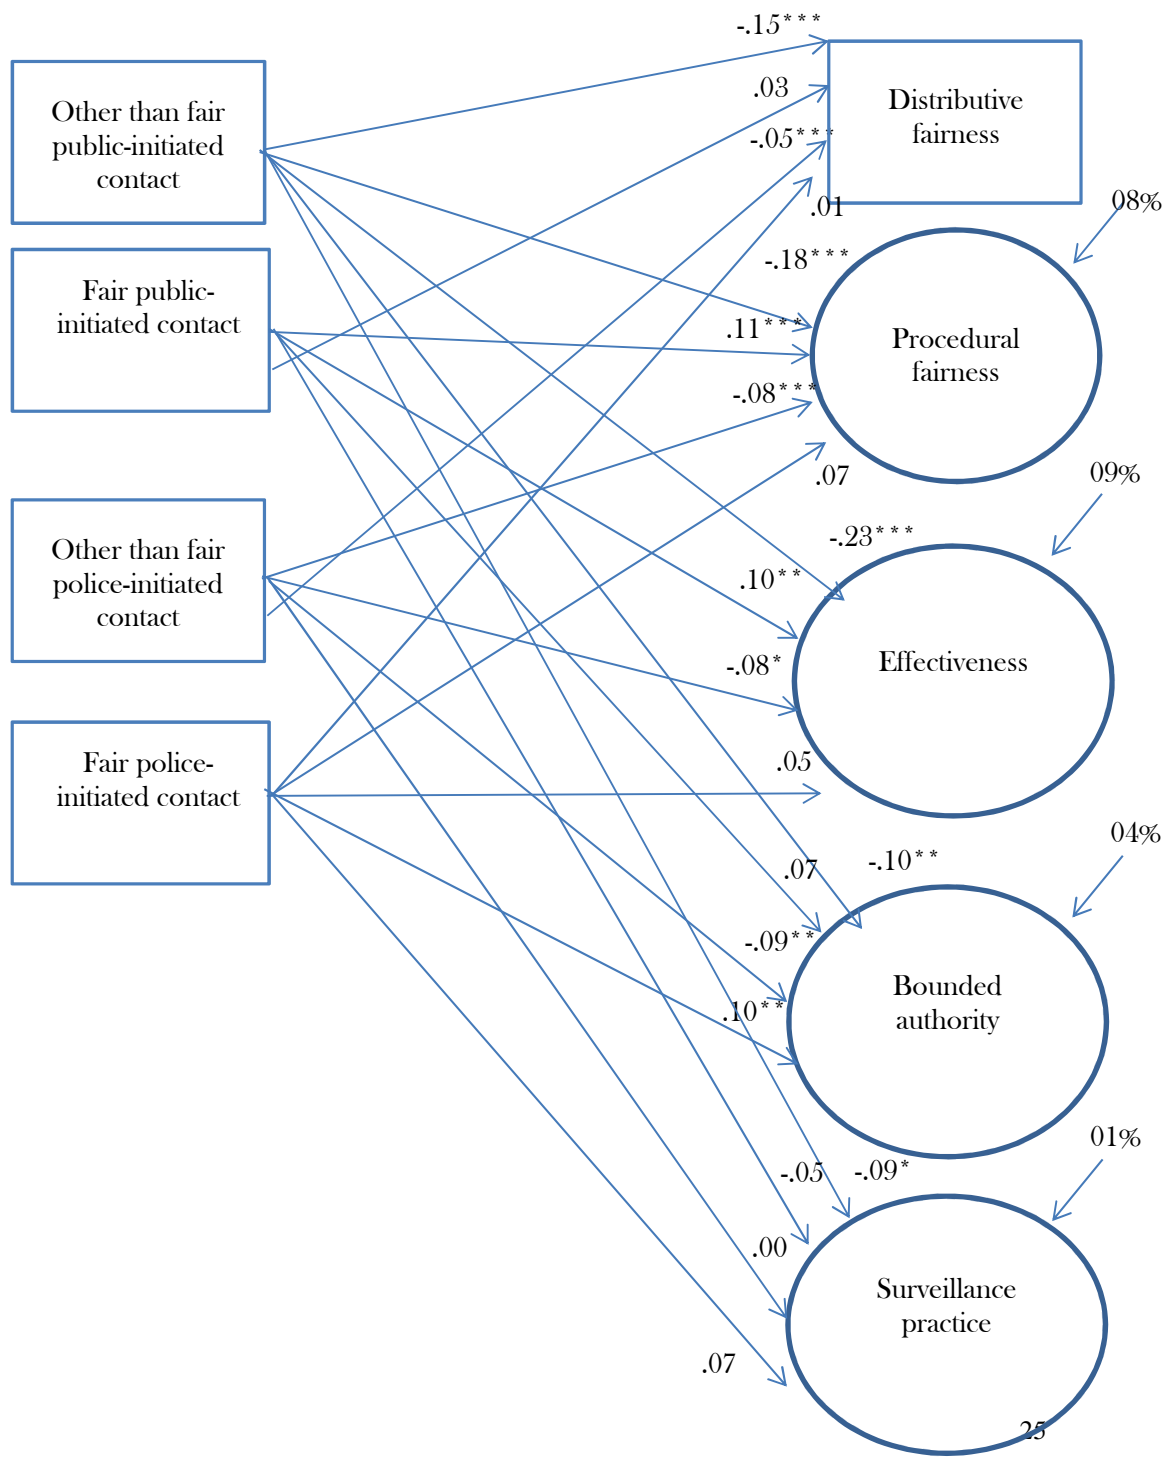 -.15***
Other than fair
public-initiated
contact
.03
Distributive
fairness
-.05***
.01
08%
-.18***
Fair public-
initiated contact
.11***
Procedural
fairness
-.08***
.07
09%
-.23***
Other than fair
police-initiated
contact
.10**
-.08*
Effectiveness
.05
Fair police-
initiated contact
04%
.07
-.10**
-.09**
.10**
Bounded
authority
01%
-.05
-.09*
.00
Surveillance
practice
.07
25